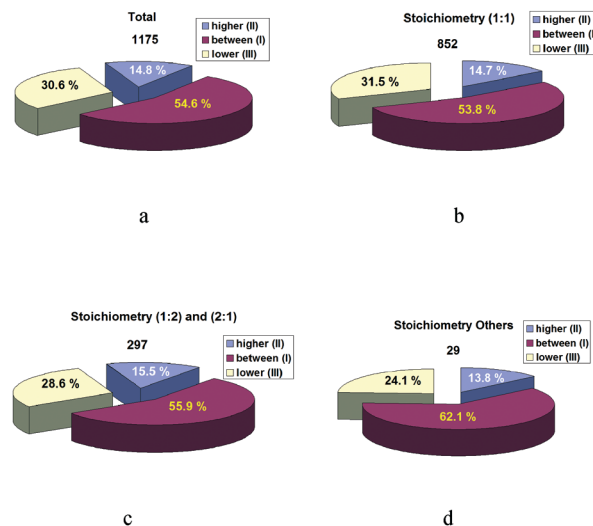 Total
1175
higher (II)
between (I)
lower (III)
14.8 %
30.6 %
54.6 %
a
Stoichiometry (1:1)
852
higher (II)
between (I
lower (III)
14.7 %
31.5 %
53.8 %
b
Stoichiometry (1:2) and (2:1)
297
higher (II)
between (I)
lower (III)
15.5 %
28.6 %
55.9 %
c
Stoichiometry Others
29
higher (II)
between (I)
lower (III)
24.1 %
13.8 %
62.1 %
d